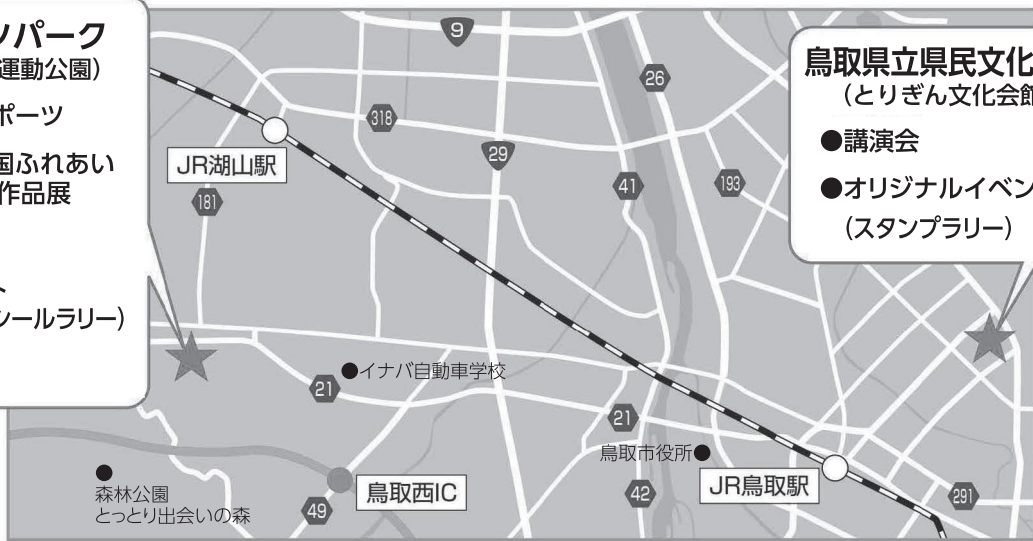 ツパーク
運動公園）
ポーツ
国ふれあい
作品展
ト
シールラリー）
鳥取県立県民文化
（とりぎん文化会館
●講演会
●オリジナルイベン
（スタンプラリー）
9
26
318
29
JR湖山駅
41
193
181
●イナバ自動車学校
21
21
鳥取市役所●
JR鳥取駅
鳥取西IC
42
291
49
森林公園
とっとり出会いの森